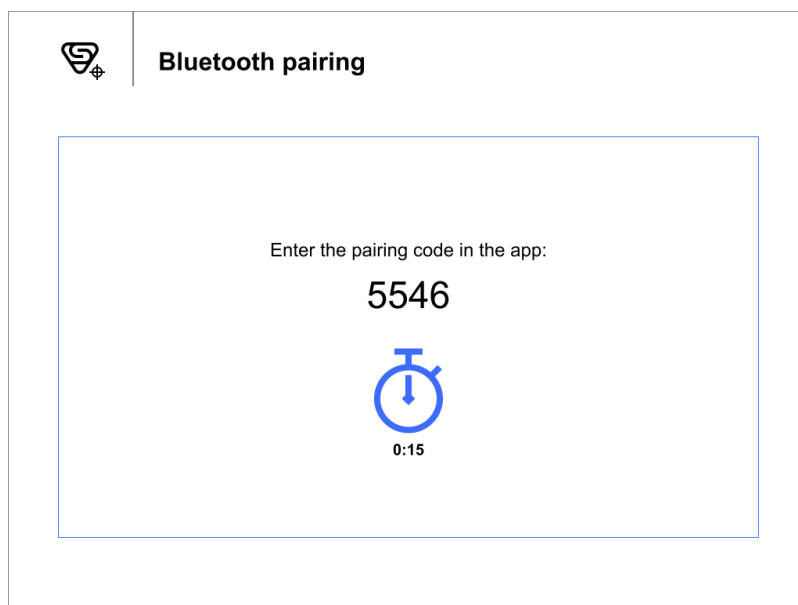 Bluetooth pairing
Enter the pairing code in the app:
5546
0:15